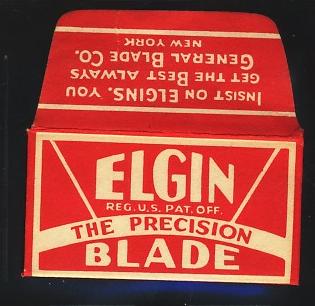 INSIST ON ELGINS. YOU
GET THE BEST ALWAYS
GENERAL BLADE CO.
NEW YORK
ELGIN
REG. U.S. PAT. OFF.
THE PRECISION
BLADE